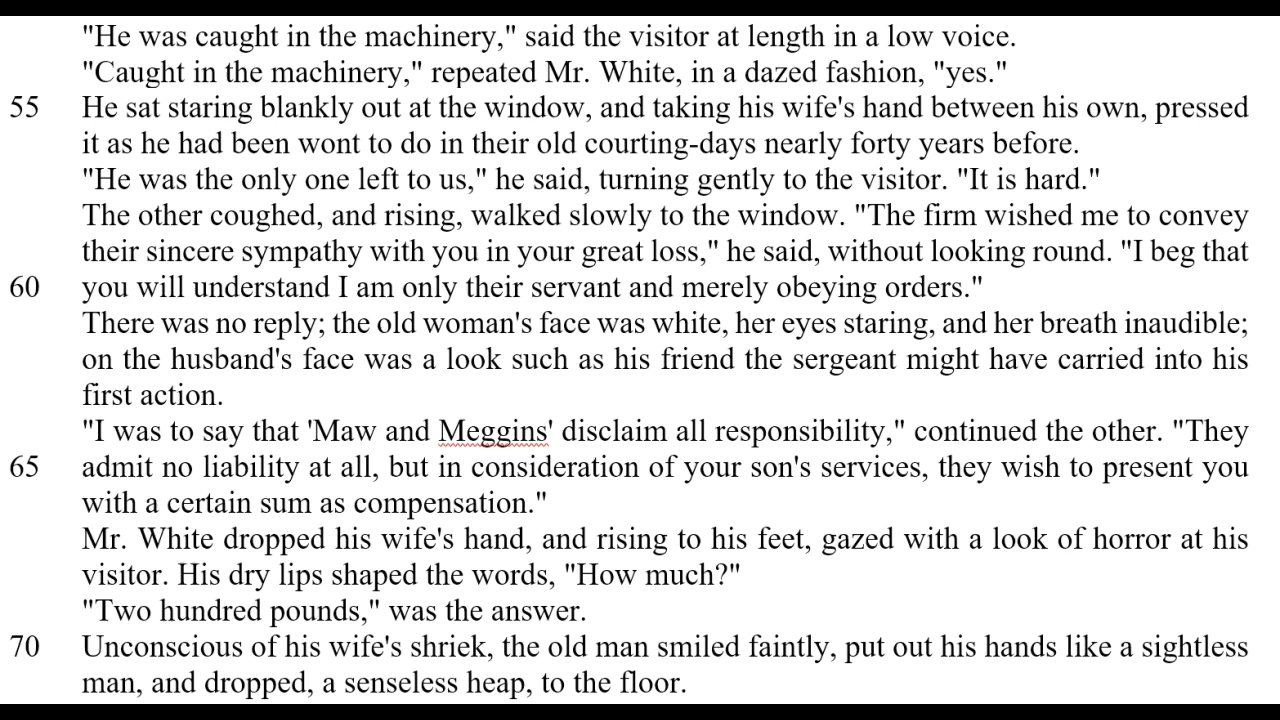 "He was caught in the machinery," said the visitor at length in a low voice.
"Caught in the machinery," repeated Mr. White, in a dazed fashion, "yes."
55 He sat staring blankly out at the window, and taking his wife's hand between his own, pressed
it as he had been wont to do in their old courting-days nearly forty years before.
"He was the only one left to us," he said, turning gently to the visitor. "It is hard."
The other coughed, and rising, walked slowly to the window. "The firm wished me to convey
their sincere sympathy with you in your great loss," he said, without looking round. "I beg that
60 you will understand I am only their servant and merely obeying orders."
There was no reply; the old woman's face was white, her eyes staring, and her breath inaudible;
on the husband's face was a look such as his friend the sergeant might have carried into his
first action.
"I was to say that 'Maw and Meggins' disclaim all responsibility," continued the other. "They
65 admit no liability at all, but in consideration of your son's services, they wish to present you
with a certain sum as compensation."
Mr. White dropped his wife's hand, and rising to his feet, gazed with a look of horror at his
visitor. His dry lips shaped the words, "How much?"
"Two hundred pounds," was the answer.
70 Unconscious of his wife's shriek, the old man smiled faintly, put out his hands like a sightless
man, and dropped, a senseless heap, to the floor.